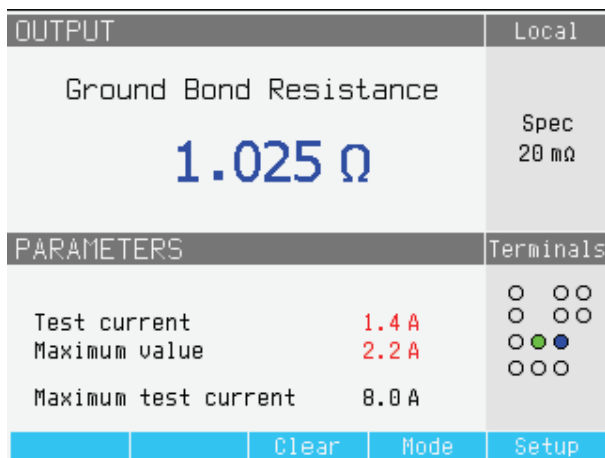 OUTPUT
Local
Ground Bond Resistance
1.025 Ω
Spec
20 mΩ
PARAMETERS
Terminals
Test current 1.4 A
Maximum value 2.2 A
Maximum test current 8.0 A
Clear Mode Setup